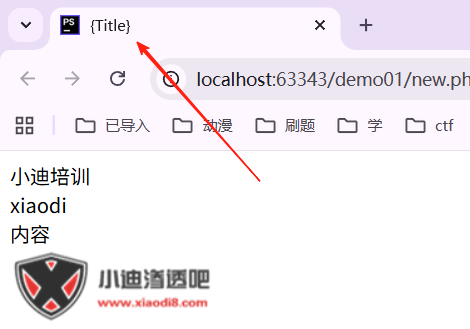 PS
{Title}
localhost:63343/demo01/new.ph
已导入
动漫
刷题
学
ctf
小迪培训
xiaodi
内容
小迪渗透吧
www.xiaodi8.com